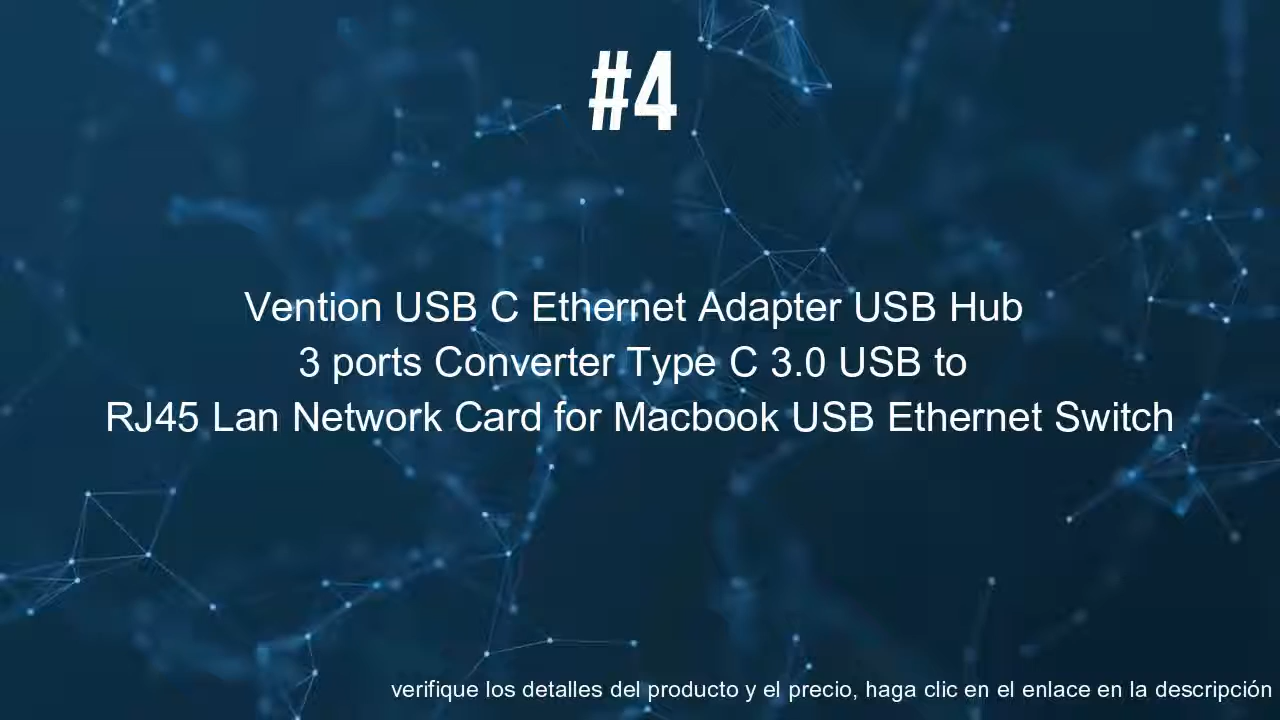 #4
Vention USB C Ethernet Adapter USB Hub
3 ports Converter Type C 3.0 USB to
RJ45 Lan Network Card for Macbook USB Ethernet Switch
verifique los detalles del producto y el precio, haga clic en el enlace en la descripción